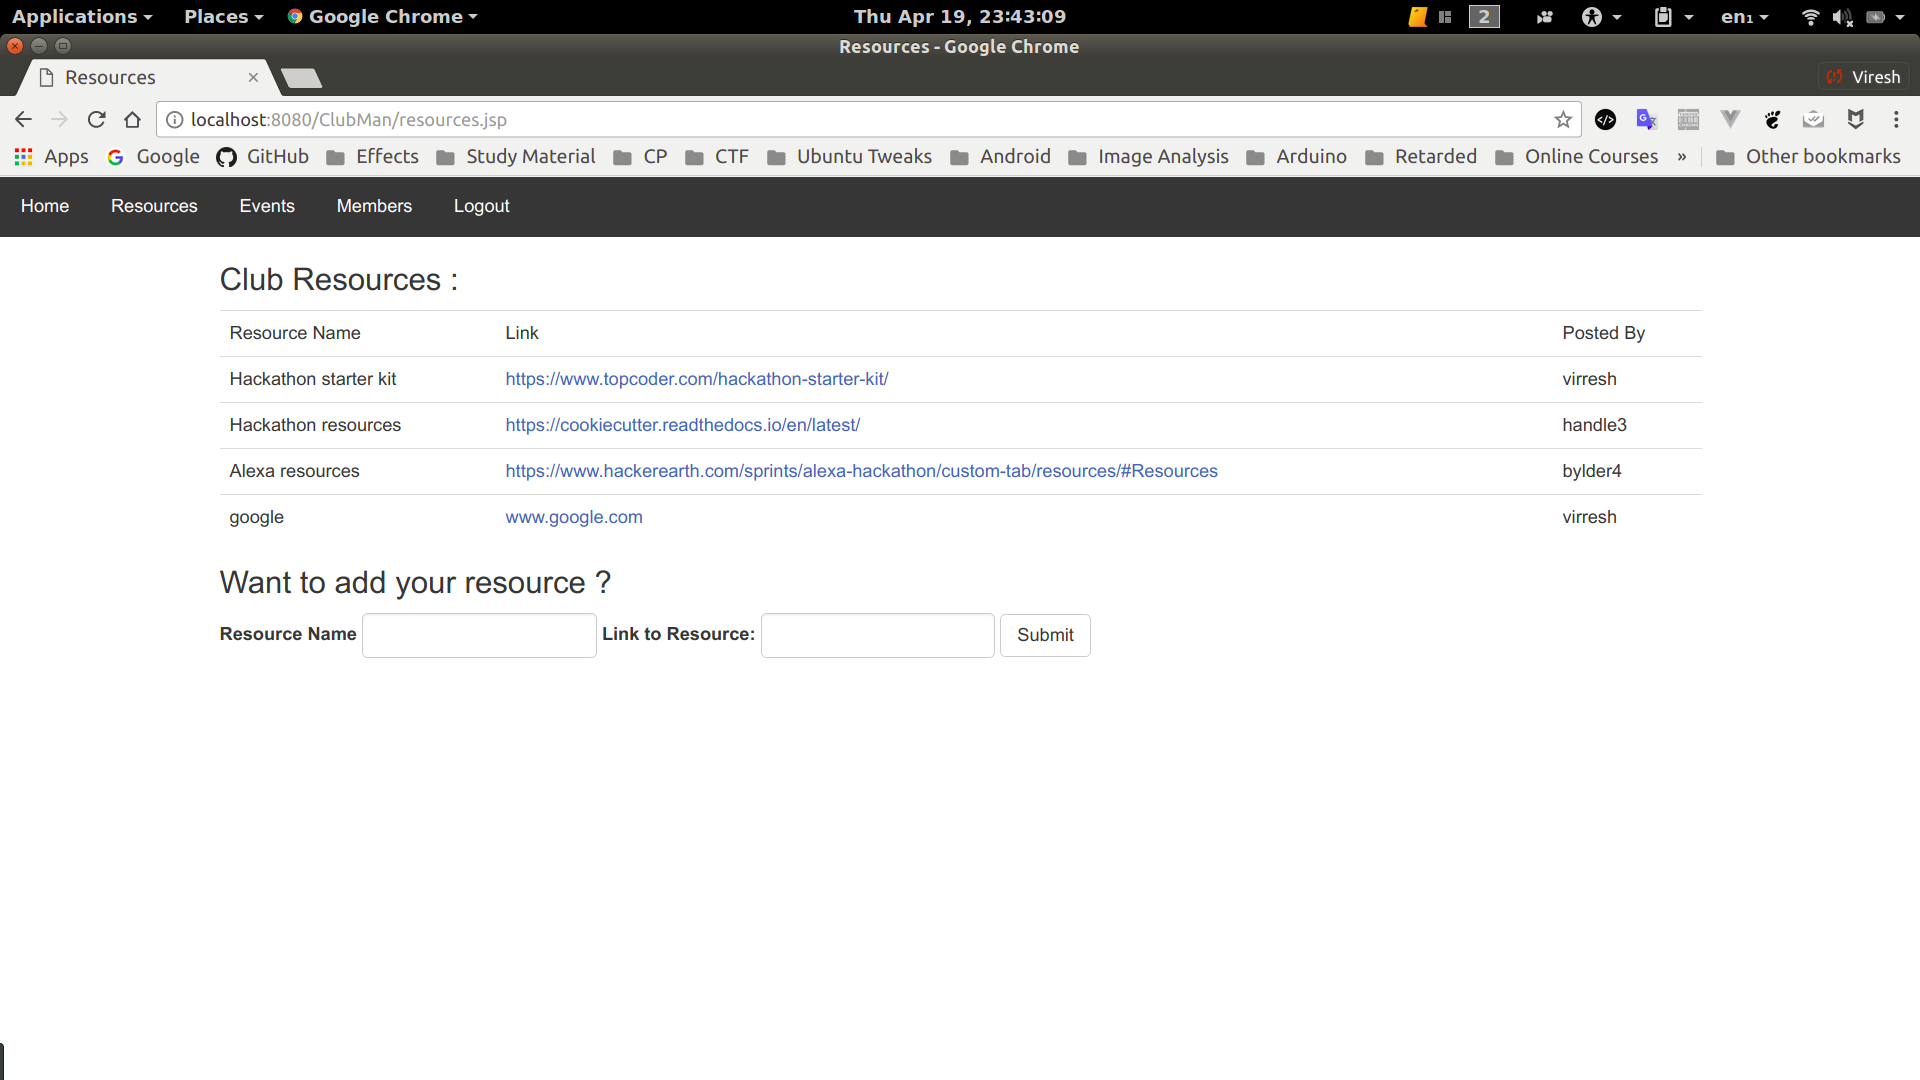 Applications Places Google Chrome Thu Apr 19, 23:43:09 2 en₁
Resources - Google Chrome
Resources Viresh
localhost:8080/ClubMan/resources.jsp
Apps Google GitHub Effects Study Material CP CTF Ubuntu Tweaks Android Image Analysis Arduino Retarded Online Courses » Other bookmarks
Home Resources Events Members Logout
Club Resources :
Resource Name Link Posted By
Hackathon starter kit https://www.topcoder.com/hackathon-starter-kit/ virresh
Hackathon resources https://cookiecutter.readthedocs.io/en/latest/ handle3
Alexa resources https://www.hackerearth.com/sprints/alexa-hackathon/custom-tab/resources/#Resources bylder4
google www.google.com virresh
Want to add your resource ?
Resource Name Link to Resource: Submit